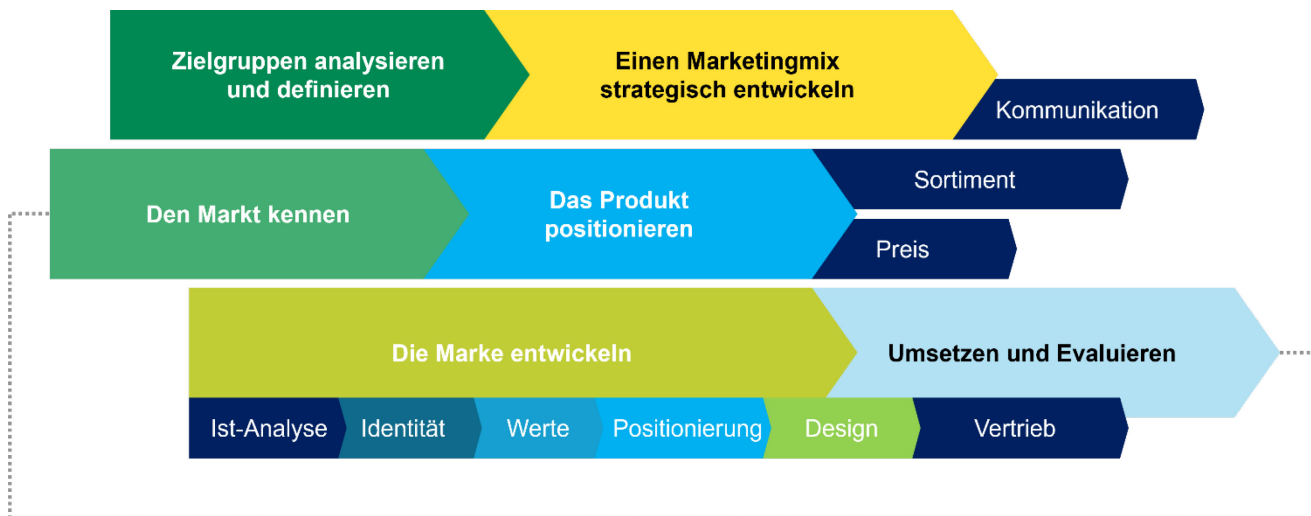 Zielgruppen analysieren
und definieren
Einen Marketingmix
strategisch entwickeln
Kommunikation
Den Markt kennen
Das Produkt
positionieren
Sortiment
Preis
Die Marke entwickeln
Umsetzen und Evaluieren
Ist-Analyse
Identität
Werte
Positionierung
Design
Vertrieb